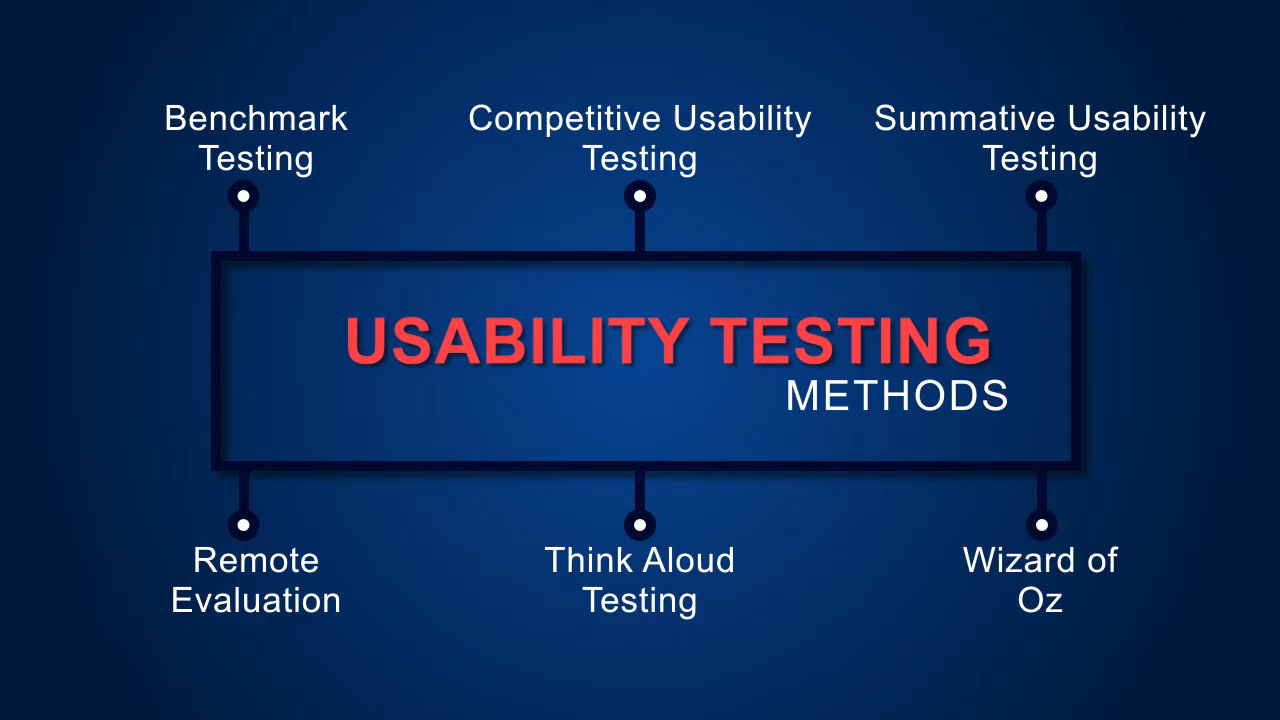 Benchmark
Testing
Competitive Usability
Testing
Summative Usability
Testing
USABILITY TESTING
METHODS
Remote
Evaluation
Think Aloud
Testing
Wizard of
Oz